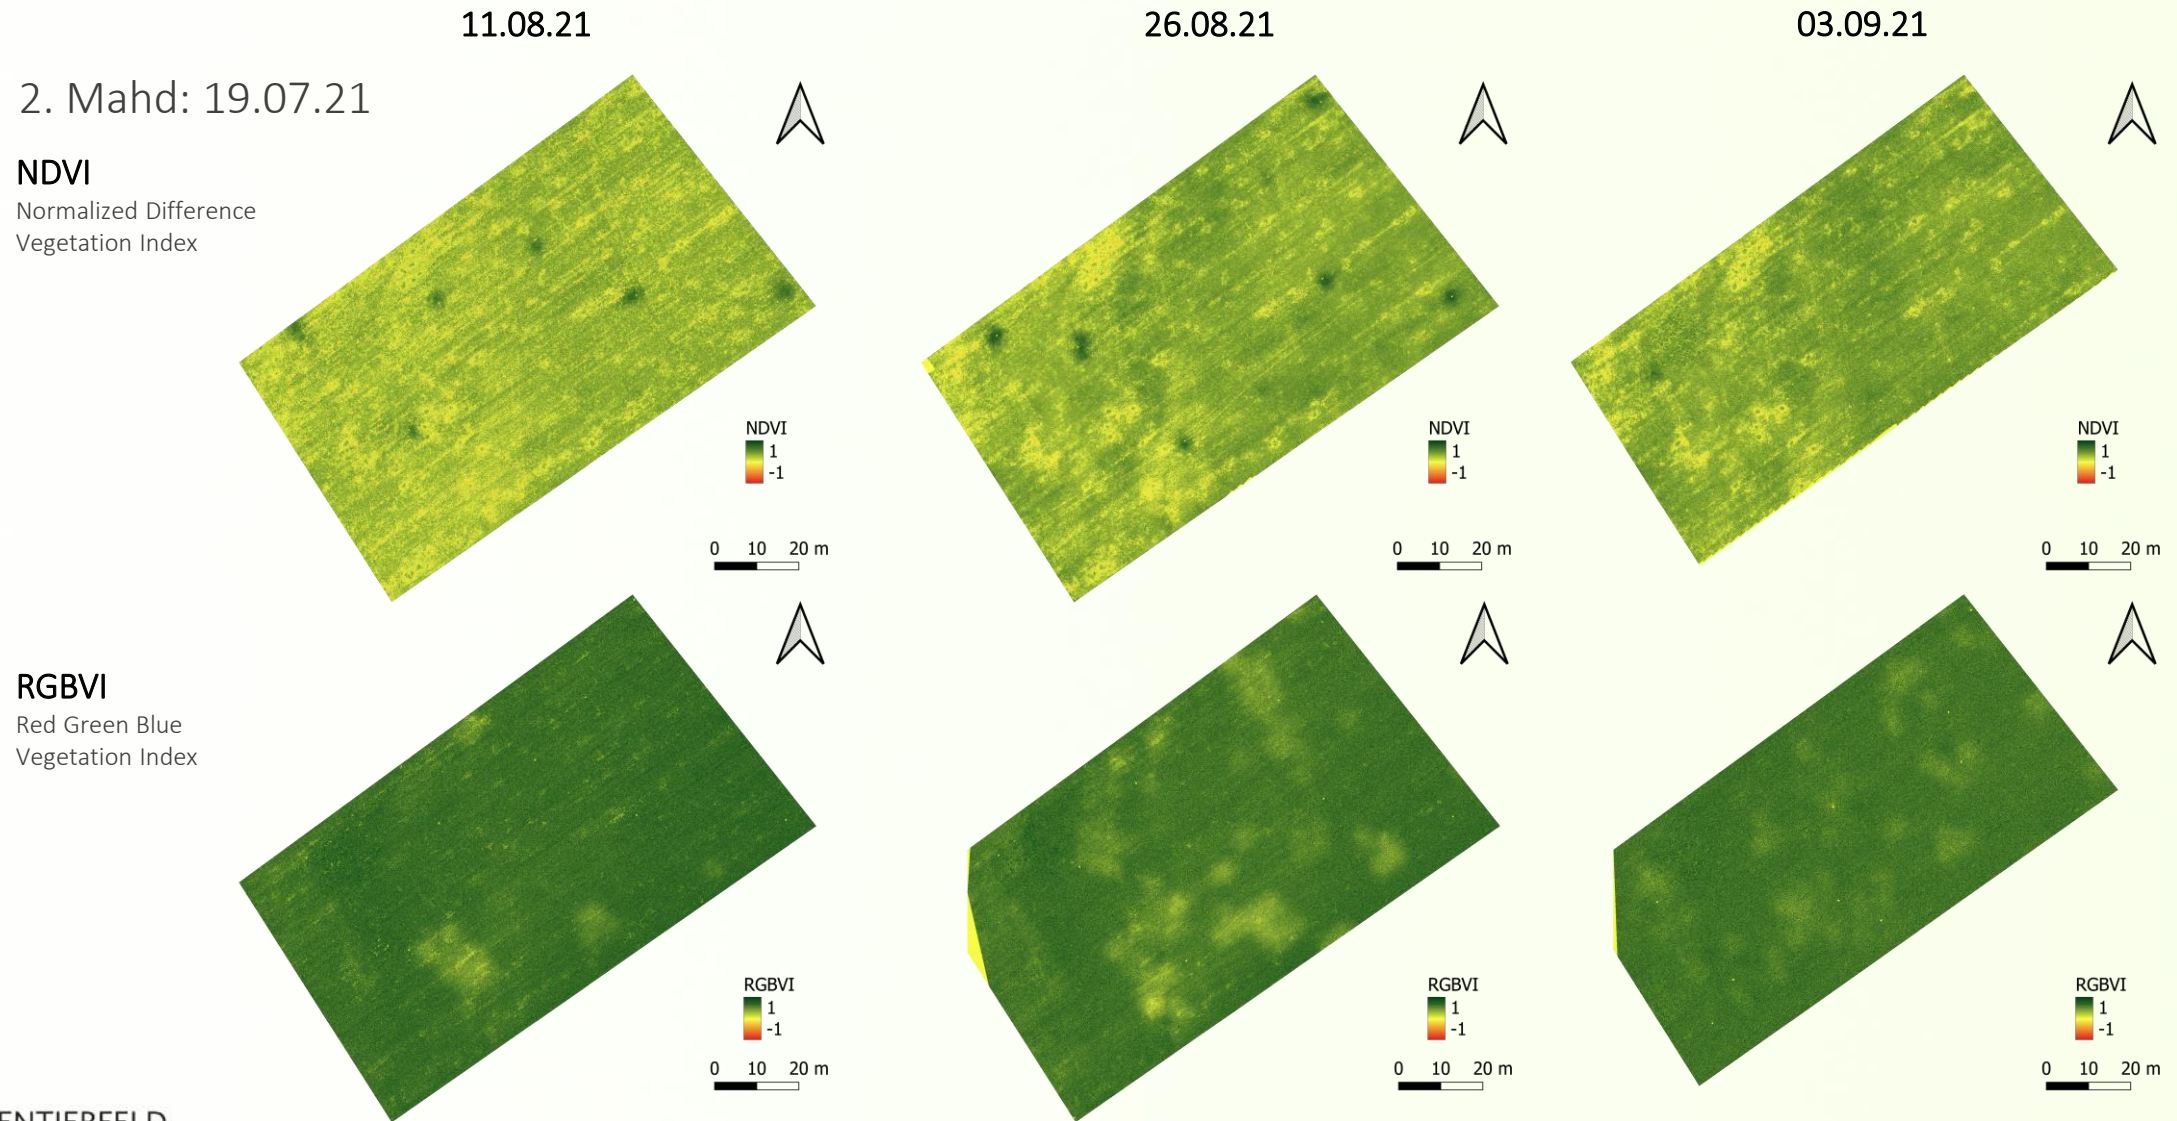 11.08.21
26.08.21
03.09.21
2. Mahd: 19.07.21
NDVI
Normalized Difference
Vegetation Index
NDVI
1
-1
0 10 20 m
NDVI
1
-1
0 10 20 m
NDVI
1
-1
0 10 20 m
RGBVI
Red Green Blue
Vegetation Index
RGBVI
1
-1
0 10 20 m
RGBVI
1
-1
0 10 20 m
RGBVI
1
-1
0 10 20 m